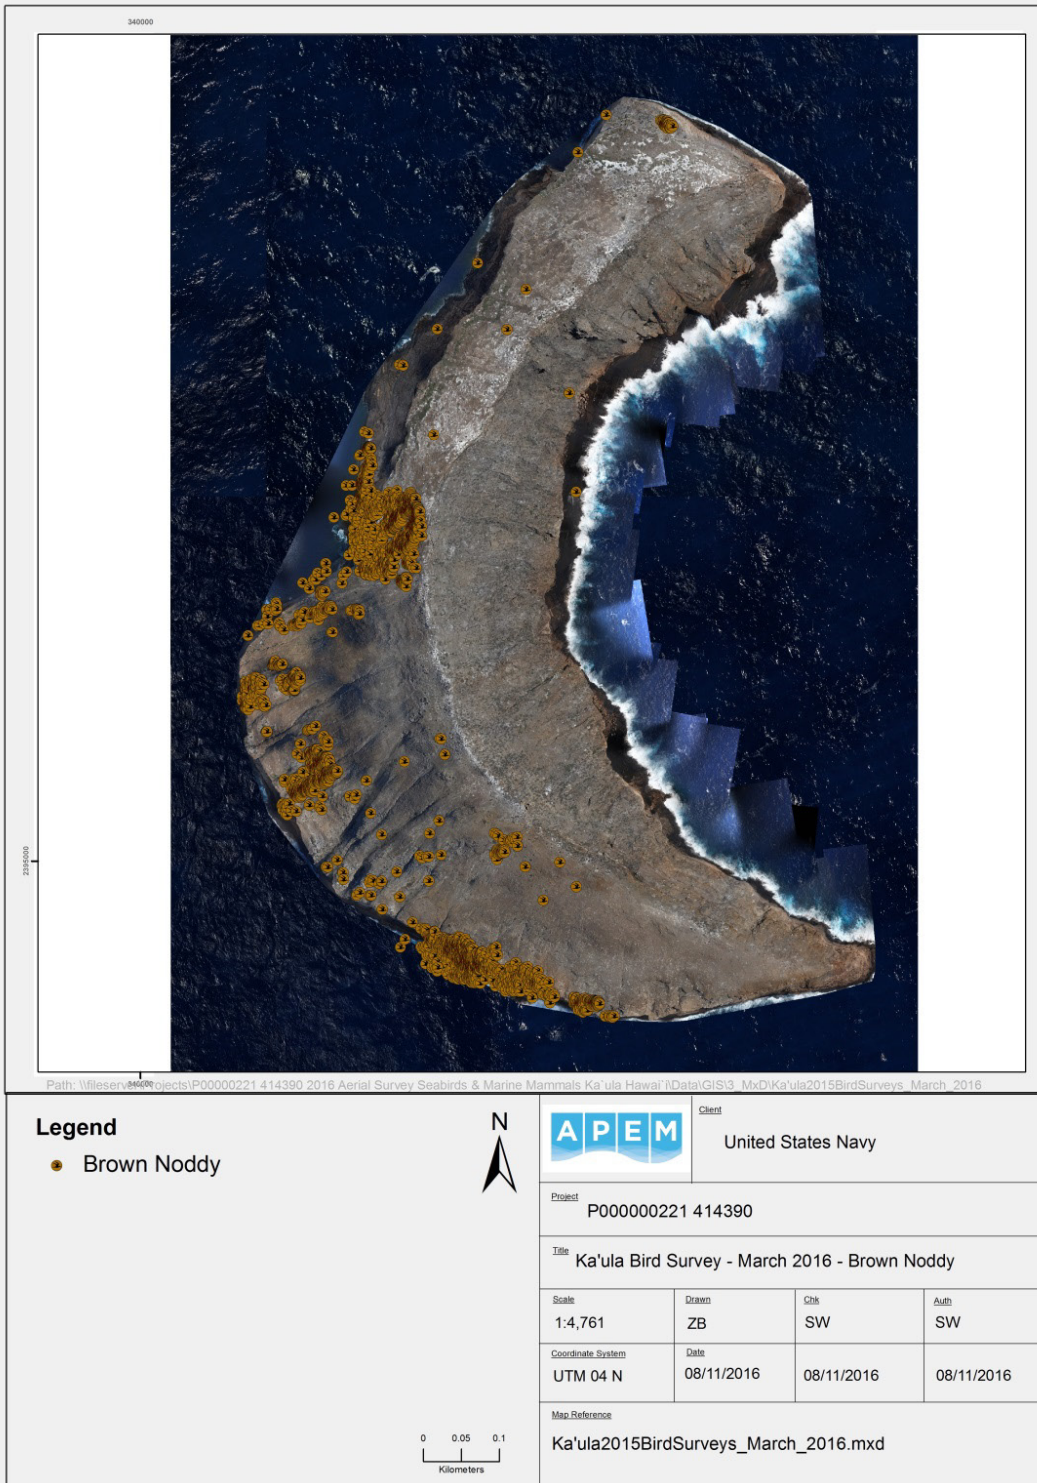 340000
2395000
340000
Path: \\fileserver\Projects\P00000221 414390 2016 Aerial Survey Seabirds & Marine Mammals Ka`ula Hawai`i\Data\GIS\3_MxD\Ka'ula2015BirdSurveys_March_2016
Legend
Brown Noddy
N
0 0.05 0.1
Kilometers
APEM
Client
United States Navy
Project
P000000221 414390
Title
Ka'ula Bird Survey - March 2016 - Brown Noddy
Scale
1:4,761
Drawn
ZB
Chk
SW
Auth
SW
Coordinate System
UTM 04 N
Date
08/11/2016
08/11/2016
08/11/2016
Map Reference
Ka'ula2015BirdSurveys_March_2016.mxd